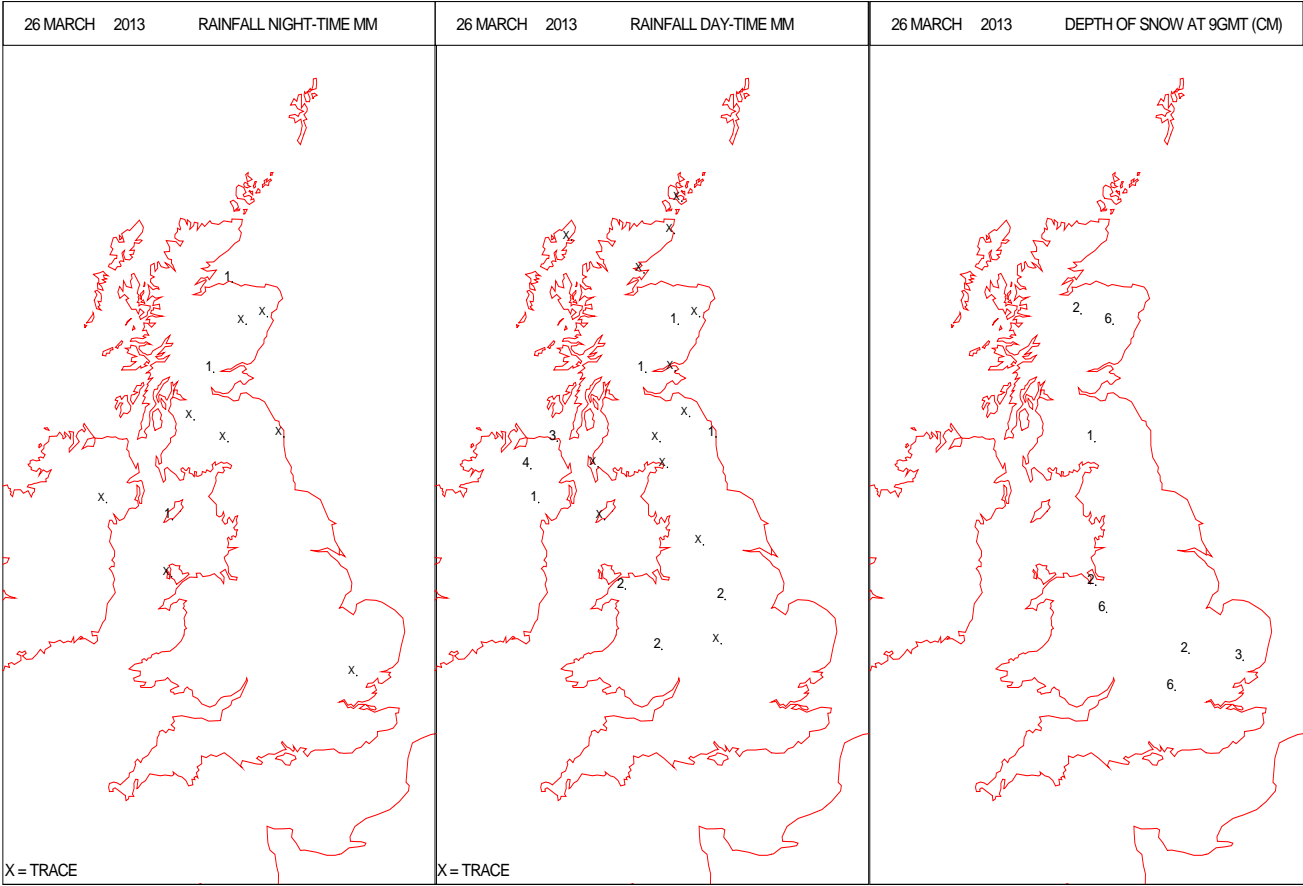 26 MARCH 2013 RAINFALL NIGHT-TIME MM
1.
X. X.
1.
X.
X. X.
X.
1.
X.
X.
X = TRACE
26 MARCH 2013 RAINFALL DAY-TIME MM
X.
X. X.
X.
X.
1.
1. X.
X.
3. X. 1.
4. X. X.
1.
X.
X.
2. 2.
2. X.
X = TRACE
26 MARCH 2013 DEPTH OF SNOW AT 9GMT (CM)
2. 6.
1.
2.
6.
2. 3.
6.